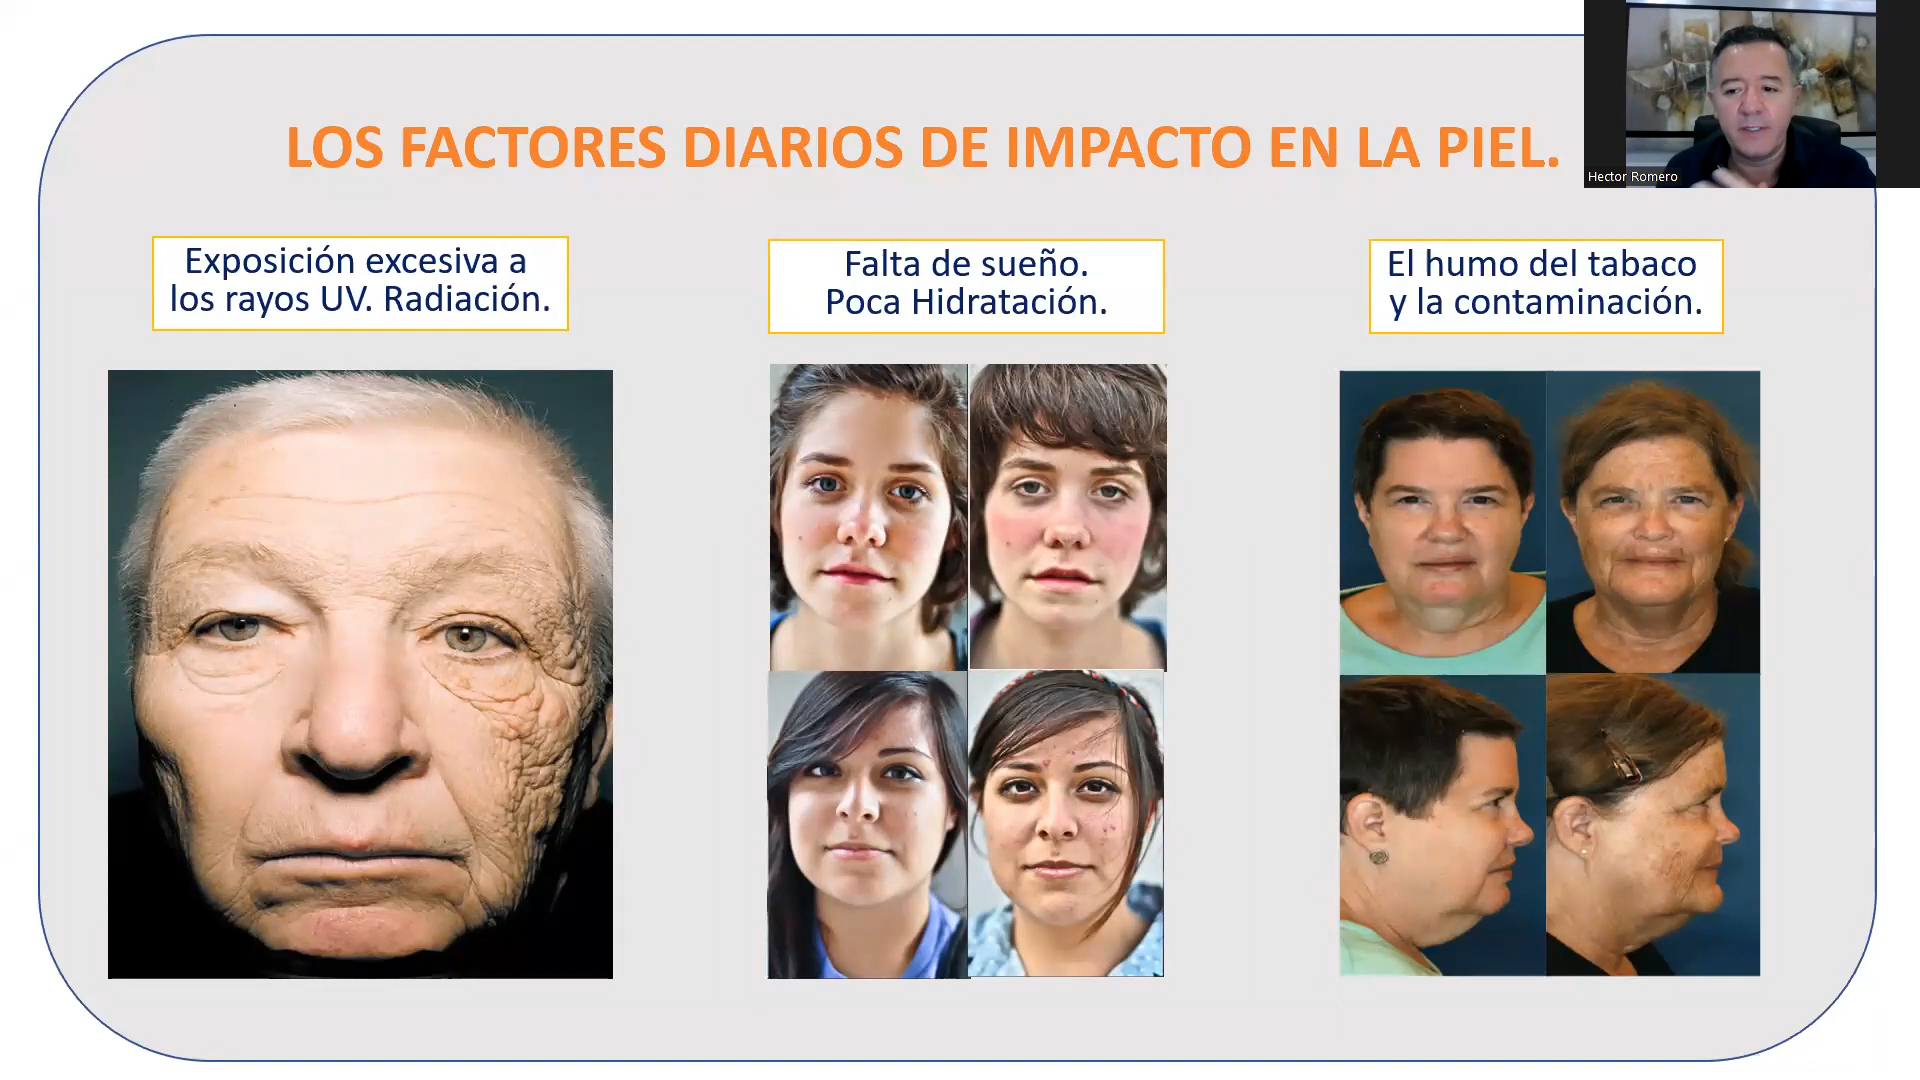 LOS FACTORES DIARIOS DE IMPACTO EN LA PIEL.
Hector Romero
Exposición excesiva a
los rayos UV. Radiación.
Falta de sueño.
Poca Hidratación.
El humo del tabaco
y la contaminación.